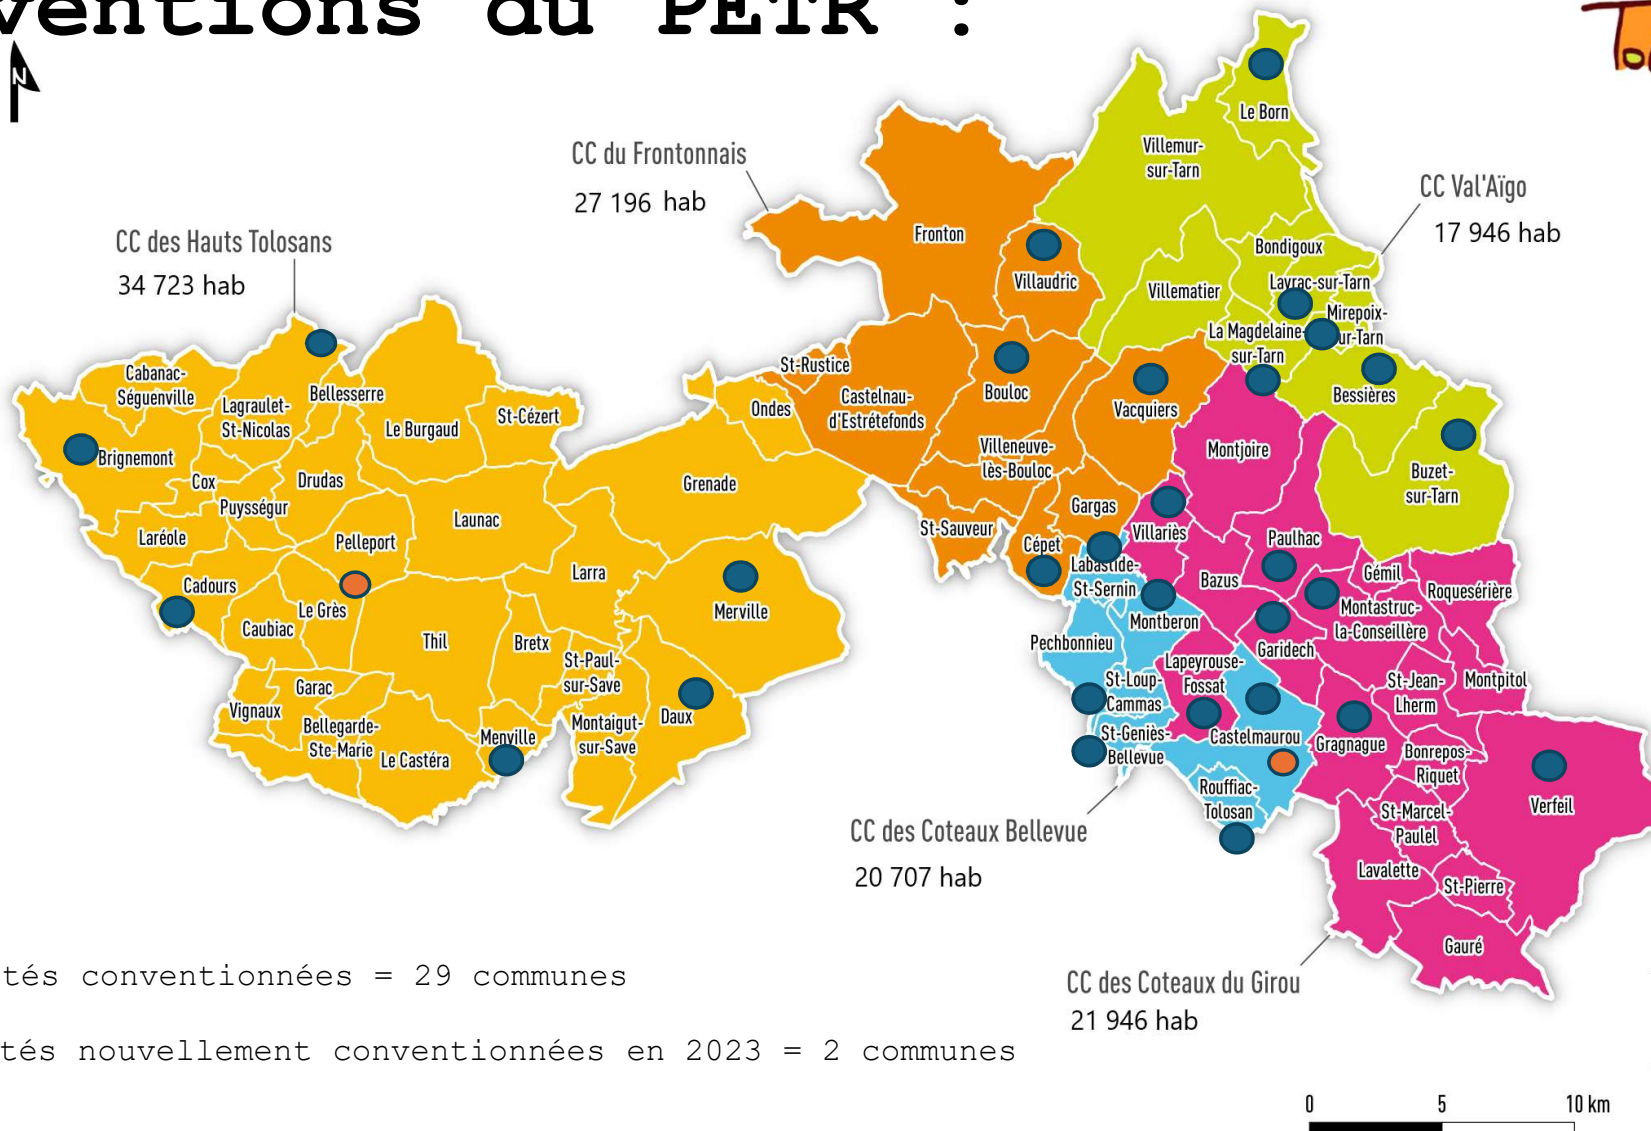 ventions du PETR :
N
CC du Frontonnais
27 196 hab
CC Val'Aïgo
17 946 hab
CC des Hauts Tolosans
34 723 hab
Le Born
Villemur-
sur-Tarn
Fronton
Villaudric
Bondigoux
Villematier
Layrac-sur-Tarn
Mirepoix-
ur-Tarn
La Magdelaine-
sur-Tarn
Bessières
Buzet-
sur-Tarn
St-Rustice
Castelnau-
d'Estrétefonds
Bouloc
Vacquiers
Villeneuve-
lès-Bouloc
Gargas
St-Sauveur
Cépet
Cabanac-
Séguenville
Lagraulet-
St-Nicolas
Bellesserre
Le Burgaud
St-Cézert
Ondes
Grenade
Brignemont
Cox
Drudas
Puysségur
Launac
Laréole
Pelleport
Larra
Cadours
Le Grès
Caubiac
Merville
Thil
Bretx
St-Paul-
sur-Save
Garac
Vignaux
Bellegarde-
Ste-Marie
Le Castéra
Menville
Montaigut-
sur-Save
Daux
Montjoire
Villariès
Paulhac
Bazus
Gémil
Roquesérière
Labastide-
St-Sernin
Montberon
Montastruc-
la-Conseillère
Pechbonnieu
Garidech
Lapeyrouse-
Fossat
St-Loup-
Cammas
St-Jean-
Lherm
Montpitol
St-Geniès-
Bellevue
Castelmaurou
Gragnague
Bonrepos-
Riquet
Rouffiac-
Tolosan
St-Marcel-
Paulel
Verfeil
Lavalette
St-Pierre
Gauré
CC des Coteaux Bellevue
20 707 hab
CC des Coteaux du Girou
21 946 hab
tés conventionnées = 29 communes
tés nouvellement conventionnées en 2023 = 2 communes
0 5 10 km